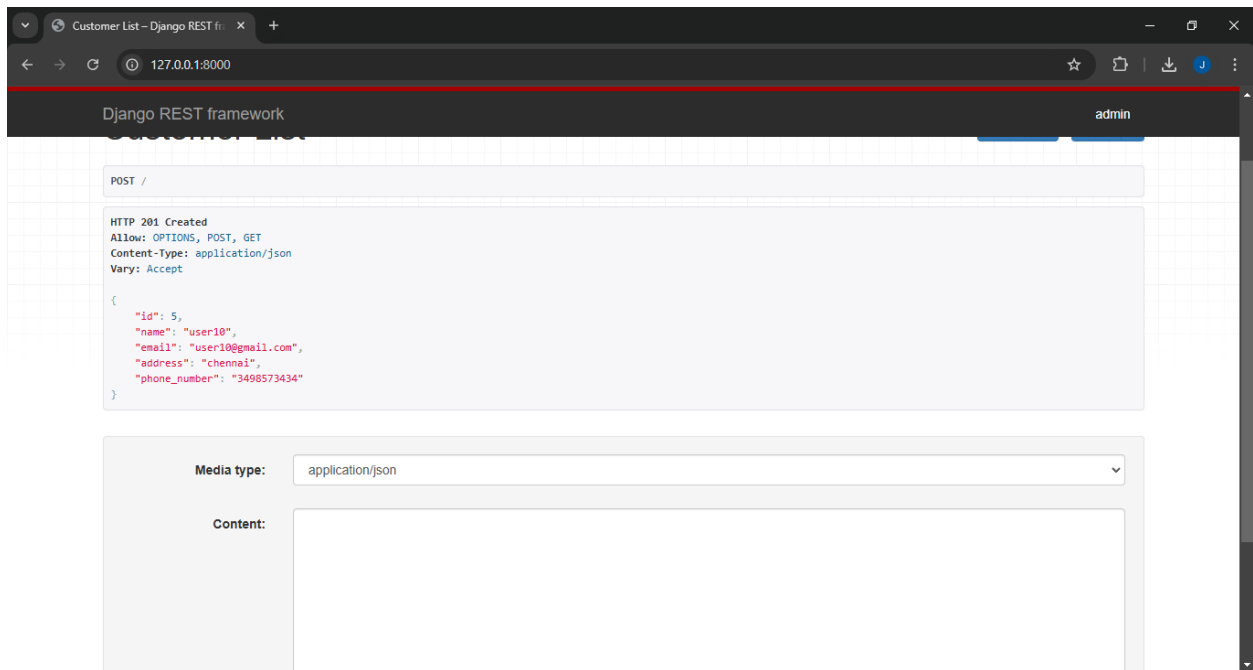 Customer List – Django REST fr
127.0.0.1:8000
J
Django REST framework
admin
Customer List
POST /
HTTP 201 Created
Allow: OPTIONS, POST, GET
Content-Type: application/json
Vary: Accept
{
    "id": 5,
    "name": "user10",
    "email": "user10@gmail.com",
    "address": "chennai",
    "phone_number": "3498573434"
}
Media type:
application/json
Content: